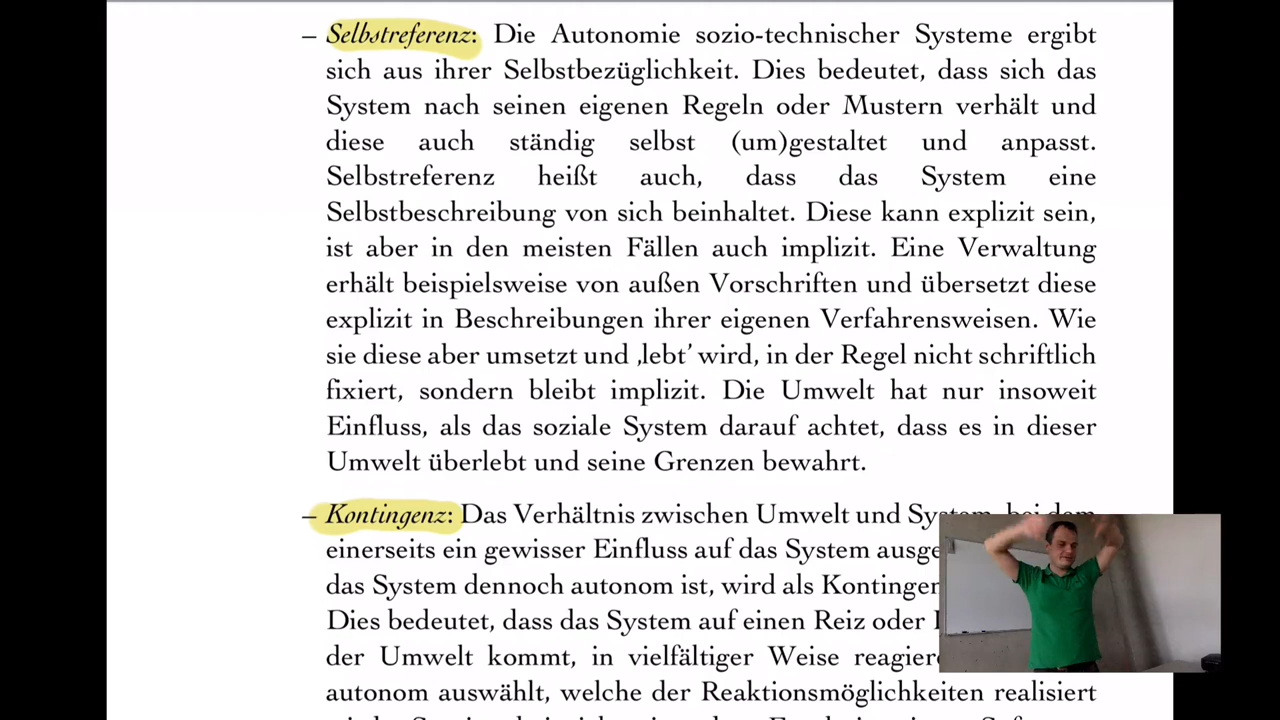 – Selbstreferenz: Die Autonomie sozio-technischer Systeme ergibt
sich aus ihrer Selbstbezüglichkeit. Dies bedeutet, dass sich das
System nach seinen eigenen Regeln oder Mustern verhält und
diese auch ständig selbst (um)gestaltet und anpasst.
Selbstreferenz heißt auch, dass das System eine
Selbstbeschreibung von sich beinhaltet. Diese kann explizit sein,
ist aber in den meisten Fällen auch implizit. Eine Verwaltung
erhält beispielsweise von außen Vorschriften und übersetzt diese
explizit in Beschreibungen ihrer eigenen Verfahrensweisen. Wie
sie diese aber umsetzt und ‚lebt’ wird, in der Regel nicht schriftlich
fixiert, sondern bleibt implizit. Die Umwelt hat nur insoweit
Einfluss, als das soziale System darauf achtet, dass es in dieser
Umwelt überlebt und seine Grenzen bewahrt.
– Kontingenz: Das Verhältnis zwischen Umwelt und System, bei dem
einerseits ein gewisser Einfluss auf das System
das System dennoch autonom ist, wird als
Dies bedeutet, dass das System auf einen Reiz oder
der Umwelt kommt, in vielfältiger Weise
autonom auswählt, welche der Reaktionsmöglichkeiten realisiert